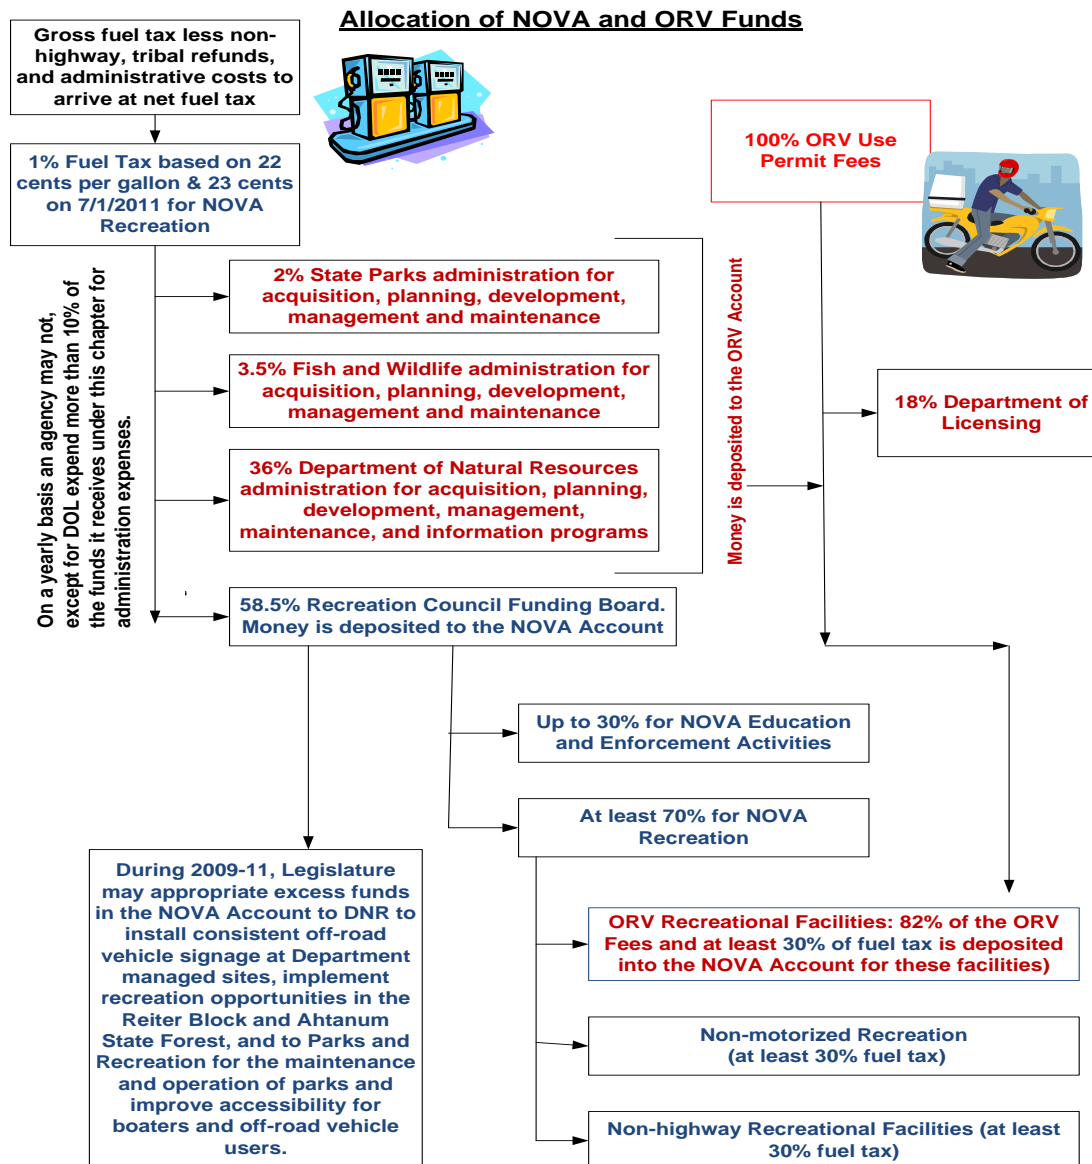 Allocation of NOVA and ORV Funds
Gross fuel tax less non-
highway, tribal refunds,
and administrative costs to
arrive at net fuel tax
1% Fuel Tax based on 22
cents per gallon & 23 cents
on 7/1/2011 for NOVA
Recreation
100% ORV Use
Permit Fees
On a yearly basis an agency may not,
except for DOL expend more than 10% of
the funds it receives under this chapter for
administration expenses.
2% State Parks administration for
acquisition, planning, development,
management and maintenance
3.5% Fish and Wildlife administration for
acquisition, planning, development,
management and maintenance
36% Department of Natural Resources
administration for acquisition, planning,
development, management,
maintenance, and information programs
Money is deposited to the ORV Account
18% Department of
Licensing
58.5% Recreation Council Funding Board.
Money is deposited to the NOVA Account
Up to 30% for NOVA Education
and Enforcement Activities
At least 70% for NOVA
Recreation
During 2009-11, Legislature
may appropriate excess funds
in the NOVA Account to DNR to
install consistent off-road
vehicle signage at Department
managed sites, implement
recreation opportunities in the
Reiter Block and Ahtanum
State Forest, and to Parks and
Recreation for the maintenance
and operation of parks and
improve accessibility for
boaters and off-road vehicle
users.
ORV Recreational Facilities: 82% of the ORV
Fees and at least 30% of fuel tax is deposited
into the NOVA Account for these facilities)
Non-motorized Recreation
(at least 30% fuel tax)
Non-highway Recreational Facilities (at least
30% fuel tax)